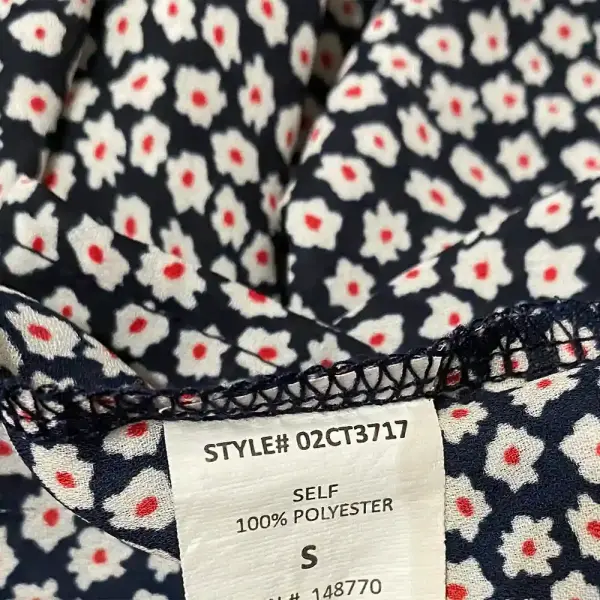 STYLE# 02CT3717
SELF
100% POLYESTER
S
# 148770